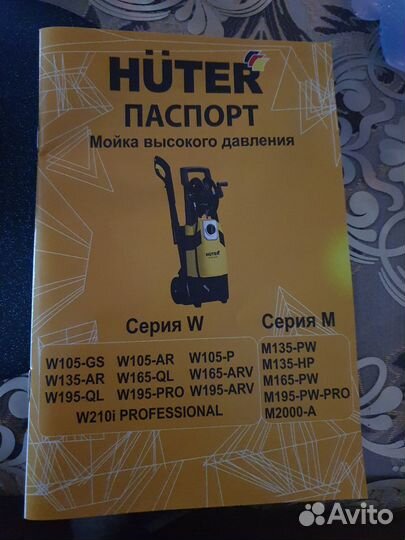 HÜTER
ПАСПОРТ
Мойка высокого давления
HÜTER
Серия W
W105-GS W105-AR W105-P
W135-AR W165-QL W165-ARV
W195-QL W195-PRO W195-ARV
W210i PROFESSIONAL
Серия M
M135-PW
M135-HP
M165-PW
M195-PW-PRO
M2000-A
Avito